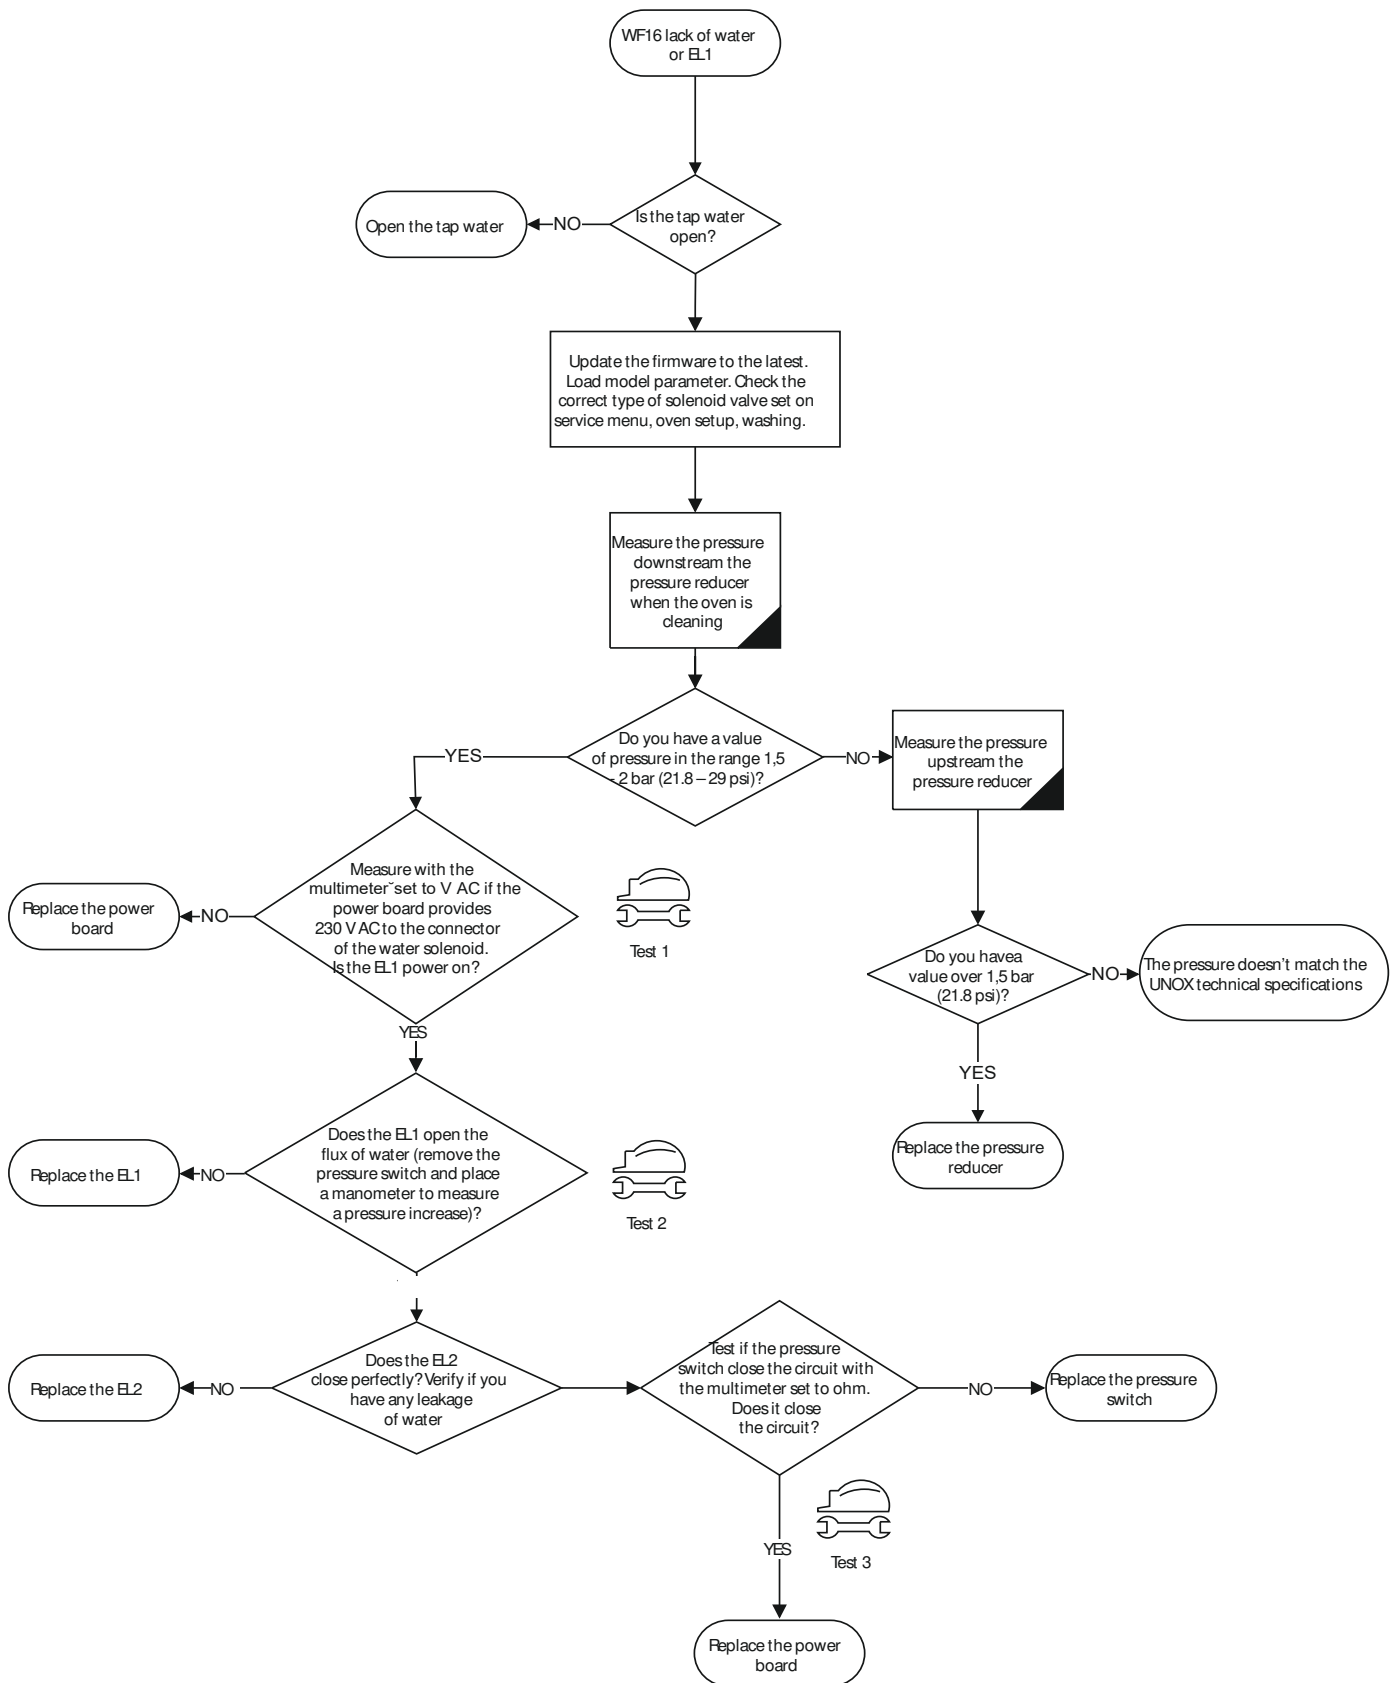 WF16 lack of water
or EL1
Is the tap water
open?
NO
Open the tap water
Update the firmware to the latest.
Load model parameter. Check the
correct type of solenoid valve set on
service menu, oven setup, washing.
Measure the pressure
downstream the
pressure reducer
when the oven is
cleaning
Do you have a value
of pressure in the range 1,5
- 2 bar (21.8 – 29 psi)?
YES
NO
Measure the pressure
upstream the
pressure reducer
Measure with the
multimeter set to V AC if the
power board provides
230 V AC to the connector
of the water solenoid.
Is the EL1 power on?
NO
Replace the power
board
Test 1
Do you have a
value over 1,5 bar
(21.8 psi)?
NO
The pressure doesn't match the
UNOX technical specifications
YES
YES
Replace the pressure
reducer
Does the EL1 open the
flux of water (remove the
pressure switch and place
a manometer to measure
a pressure increase)?
NO
Replace the EL1
Test 2
Does the EL2
close perfectly? Verify if you
have any leakage
of water
NO
Replace the EL2
Test if the pressure
switch close the circuit with
the multimeter set to ohm.
Does it close
the circuit?
NO
Replace the pressure
switch
YES
Test 3
Replace the power
board